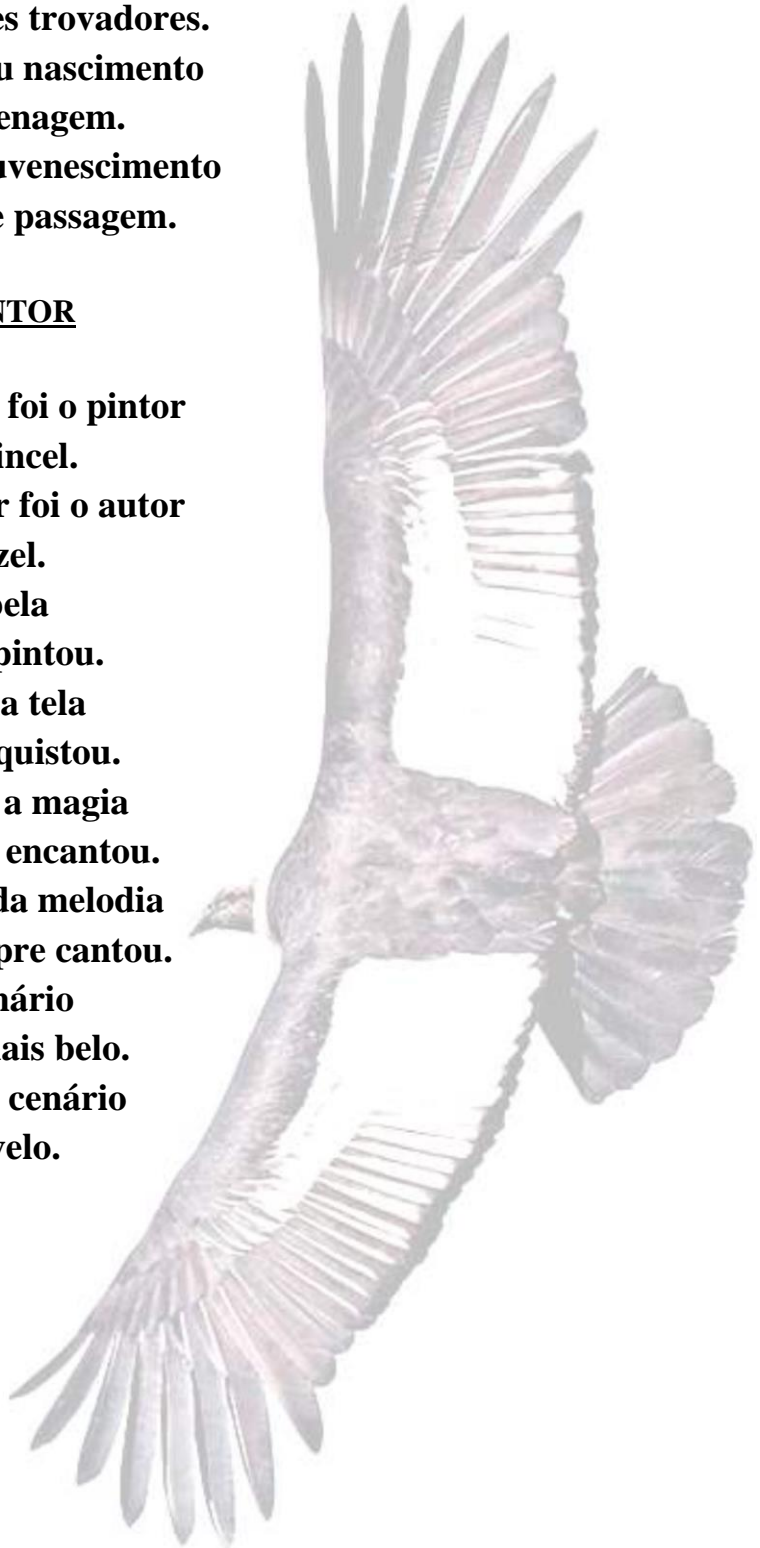 es trovadores.
u nascimento
enagem.
uvenescimento
e passagem.
NTOR
foi o pintor
incel.
r foi o autor
zel.
bela
pintou.
a tela
quistou.
a magia
encantou.
da melodia
pre cantou.
nário
ais belo.
cenário
velo.